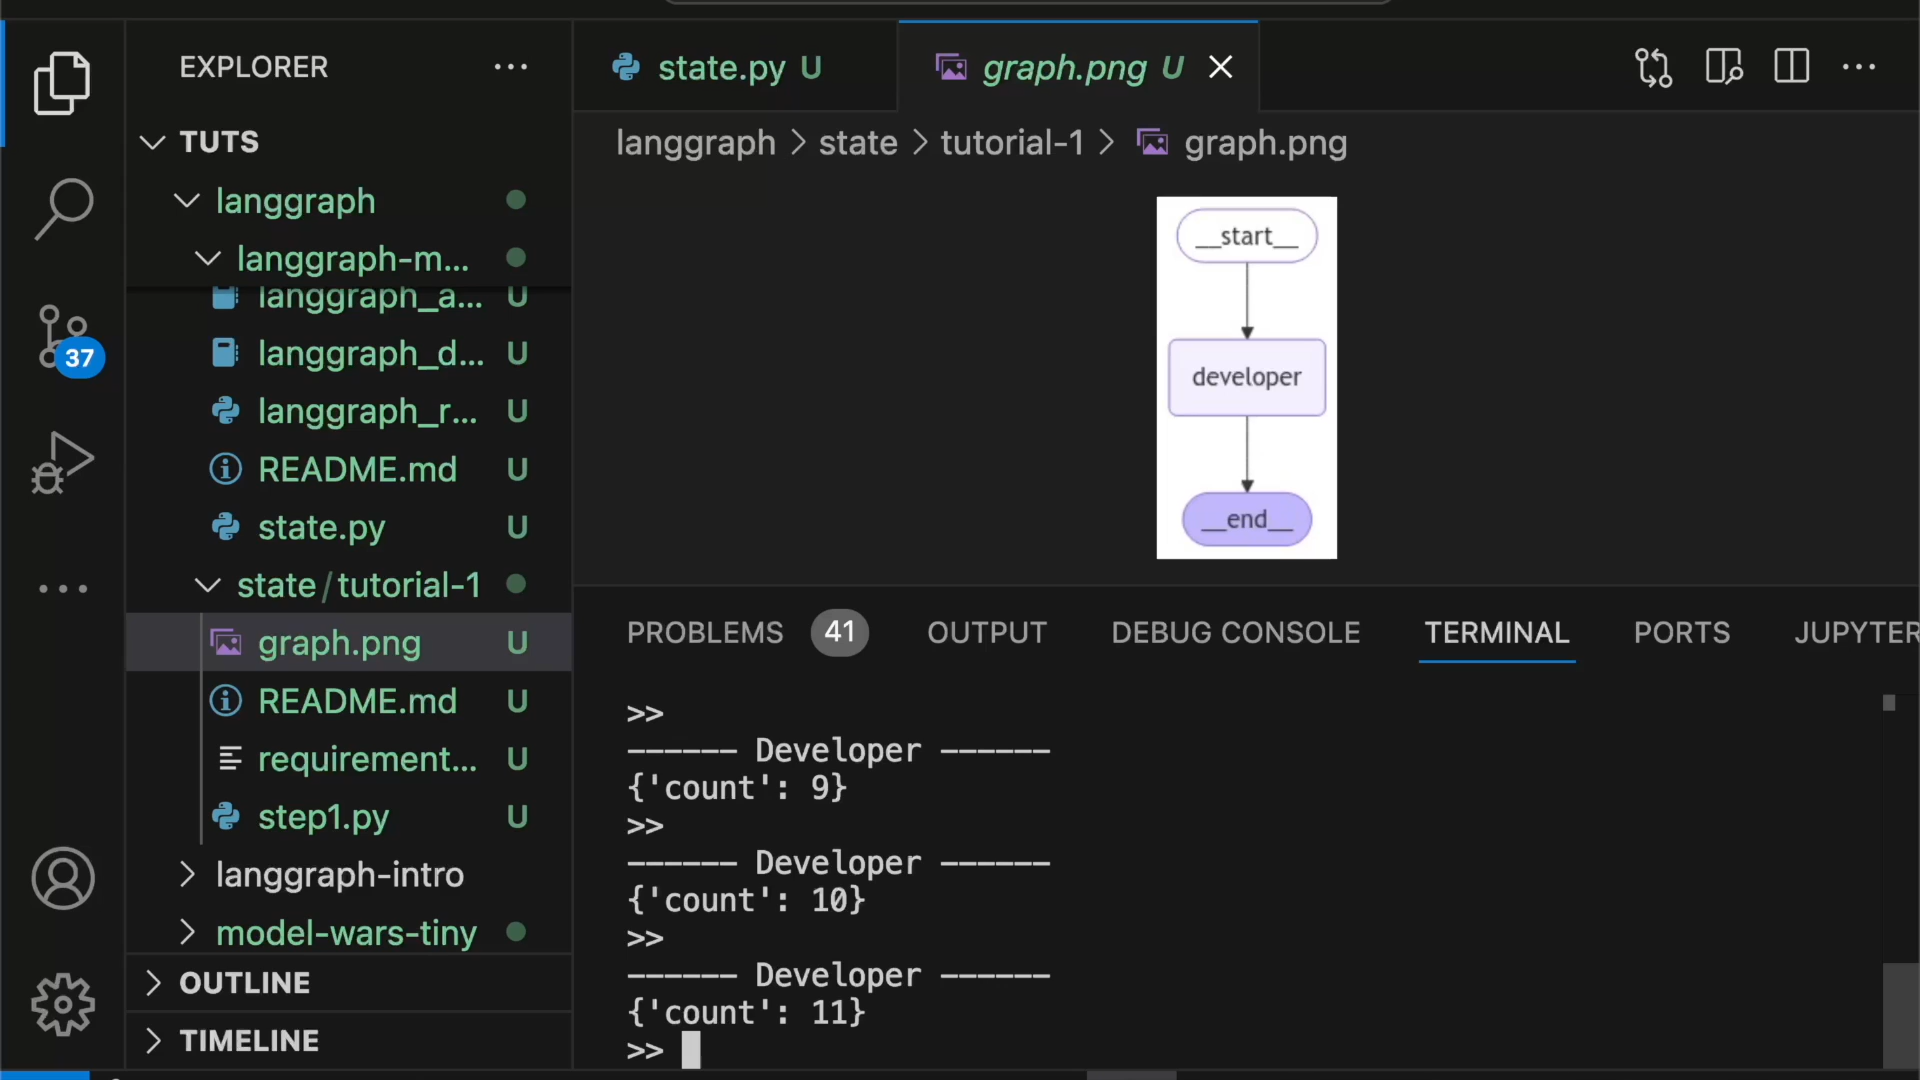 EXPLORER
TUTS
langgraph
langgraph-m...
langgraph_a... U
langgraph_d... U
langgraph_r... U
README.md U
state.py U
state/tutorial-1
graph.png U
README.md U
requirement... U
step1.py U
langgraph-intro
model-wars-tiny
OUTLINE
TIMELINE
37
state.py U
graph.png U
langgraph > state > tutorial-1 > graph.png
__start__
developer
__end__
PROBLEMS 41 OUTPUT DEBUG CONSOLE TERMINAL PORTS JUPYTER
>>
------ Developer ------
{'count': 9}
>>
------ Developer ------
{'count': 10}
>>
------ Developer ------
{'count': 11}
>>